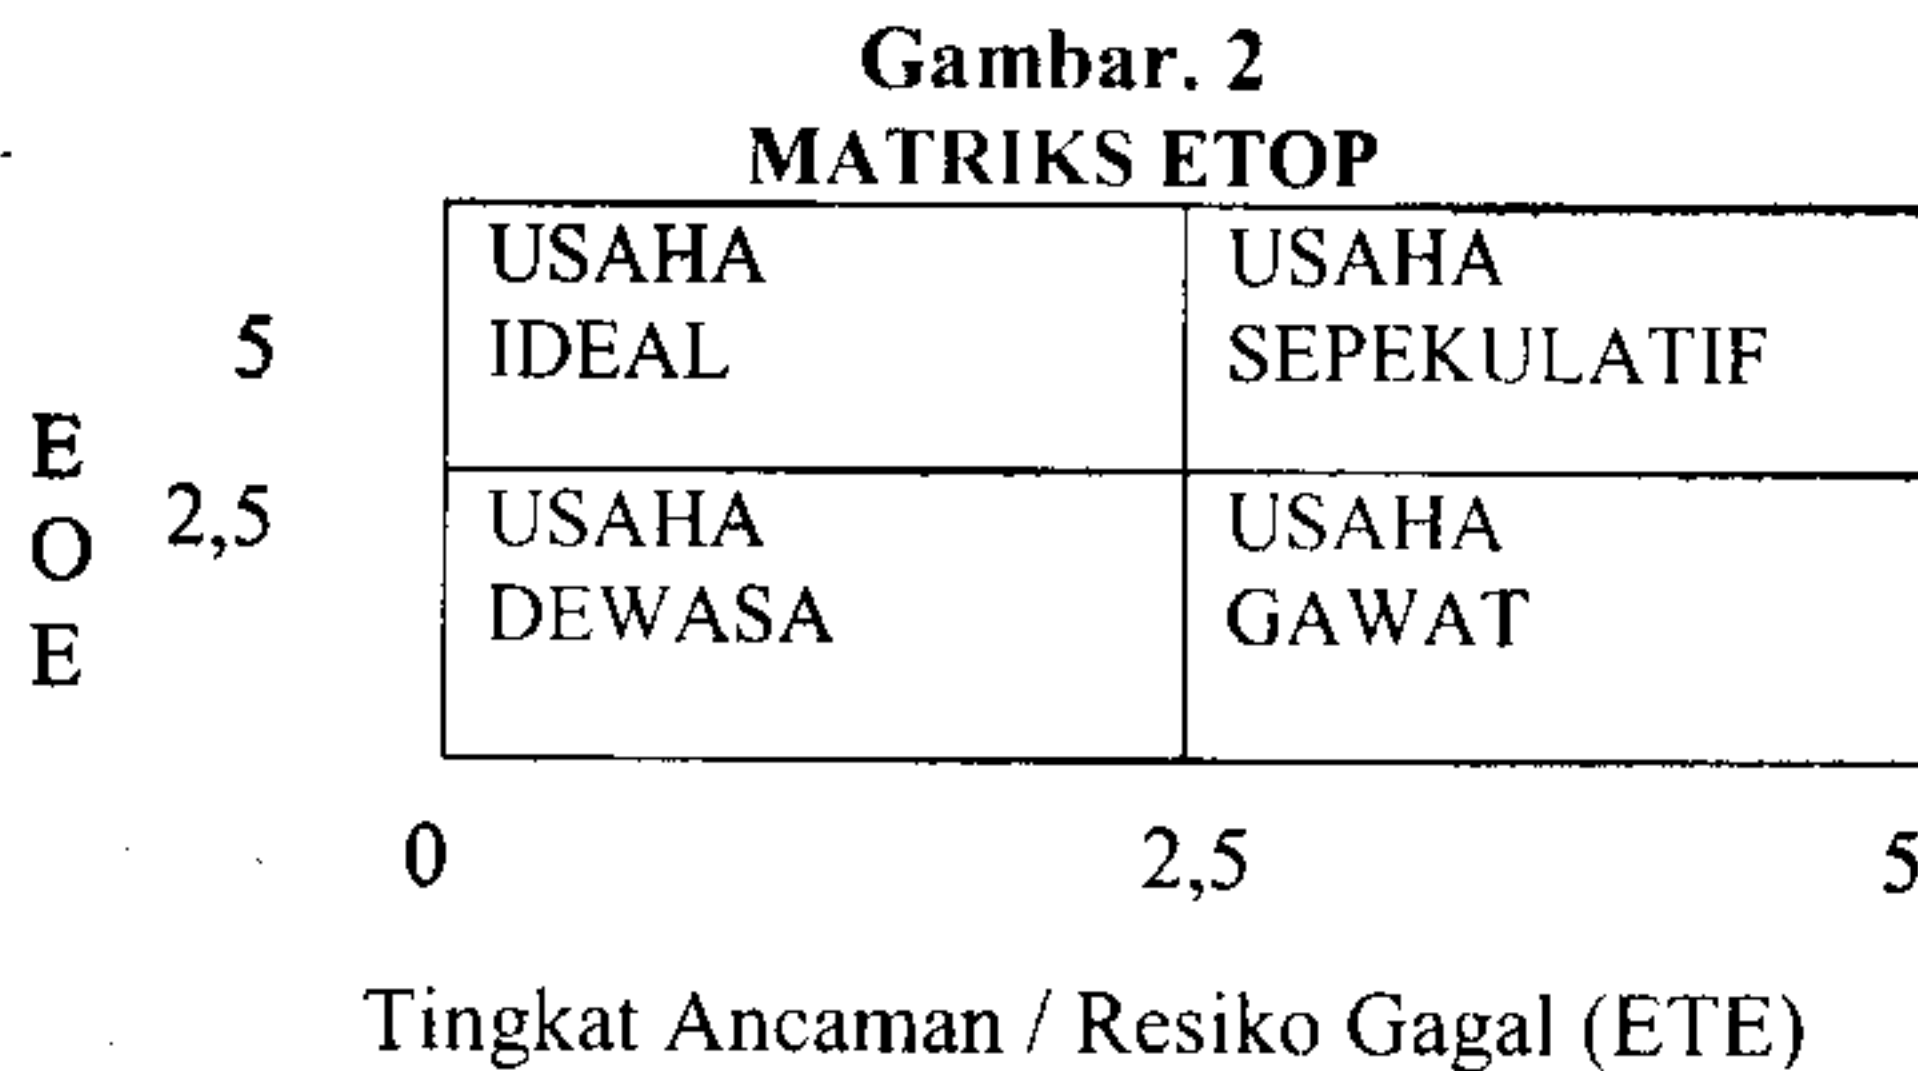 Gambar. 2
MATRIKS ETOP
USAHA
IDEAL
USAHA
SEPEKULATIF
5
E
O
E
2,5
USAHA
DEWASA
USAHA
GAWAT
0 2,5 5
Tingkat Ancaman / Resiko Gagal (ETE)